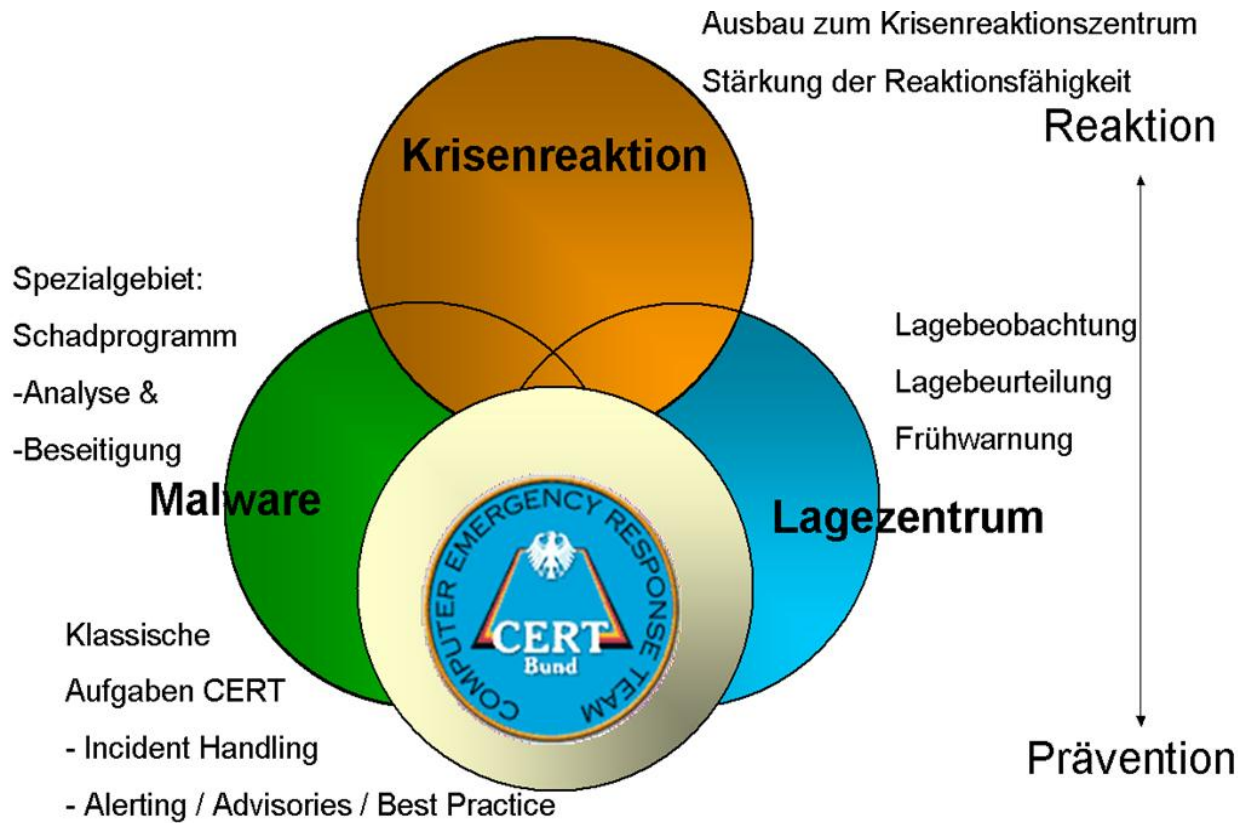 Ausbau zum Krisenreaktionszentrum
Stärkung der Reaktionsfähigkeit
Reaktion
Krisenreaktion
Spezialgebiet:
Schadprogramm
-Analyse &
-Beseitigung
Malware
Lagebeobachtung
Lagebeurteilung
Frühwarnung
Lagezentrum
COMPUTER EMERGENCY RESPONSE TEAM
CERT
Bund
Klassische
Aufgaben CERT
- Incident Handling
- Alerting / Advisories / Best Practice
Prävention